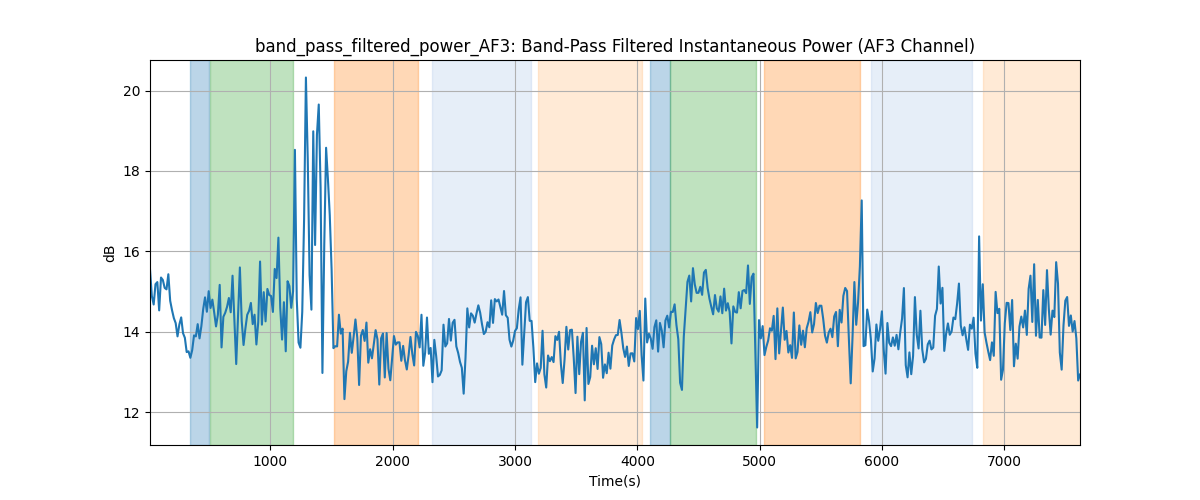 band_pass_filtered_power_AF3: Band-Pass Filtered Instantaneous Power (AF3 Channel)
20
18
16
14
12
dB
1000 2000 3000 4000 5000 6000 7000
Time(s)